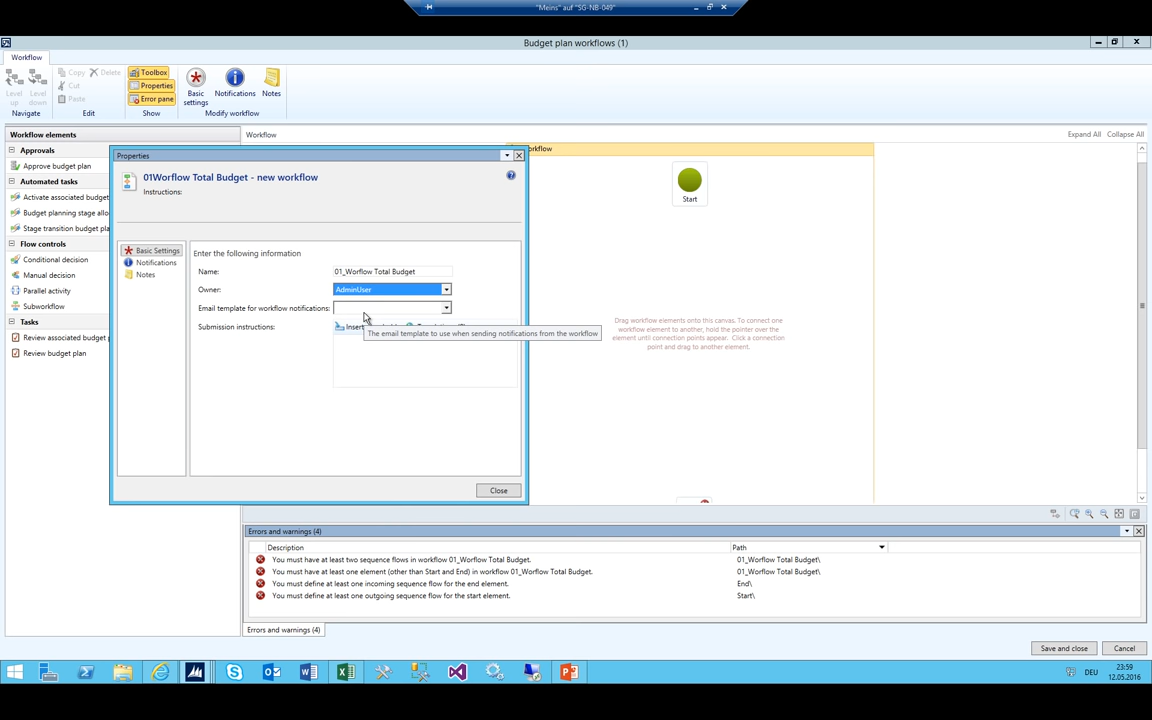 "Meins" auf "SG-NB-049"
Budget plan workflows (1)
Workflow
Level up
Level down
Navigate
Copy
Delete
Cut
Paste
Edit
Toolbox
Properties
Error pane
Show
Basic settings
Notifications
Notes
Modify workflow
Workflow elements
Approvals
Approve budget plan
Automated tasks
Activate associated budget
Budget planning stage allo
Stage transition budget pla
Flow controls
Conditional decision
Manual decision
Parallel activity
Subworkflow
Tasks
Review associated budget
Review budget plan
Workflow
Expand All Collapse All
Start
Drag workflow elements onto this canvas. To connect one
workflow element to another, hold the pointer over the
element until connection points appear. Click a connection
point and drag to another element.
Properties
01Worflow Total Budget - new workflow
Instructions:
Basic Settings
Notifications
Notes
Enter the following information
Name: 01_Worflow Total Budget
Owner: AdminUser
Email template for workflow notifications:
Submission instructions:
The email template to use when sending notifications from the workflow
Close
Errors and warnings (4)
Description Path
You must have at least two sequence flows in workflow 01_Worflow Total Budget. 01_Worflow Total Budget\
You must have at least one element (other than Start and End) in workflow 01_Worflow Total Budget. 01_Worflow Total Budget\
You must define at least one incoming sequence flow for the end element. End\
You must define at least one outgoing sequence flow for the start element. Start\
Errors and warnings (4)
Save and close Cancel
DEU
23:59
12.05.2016